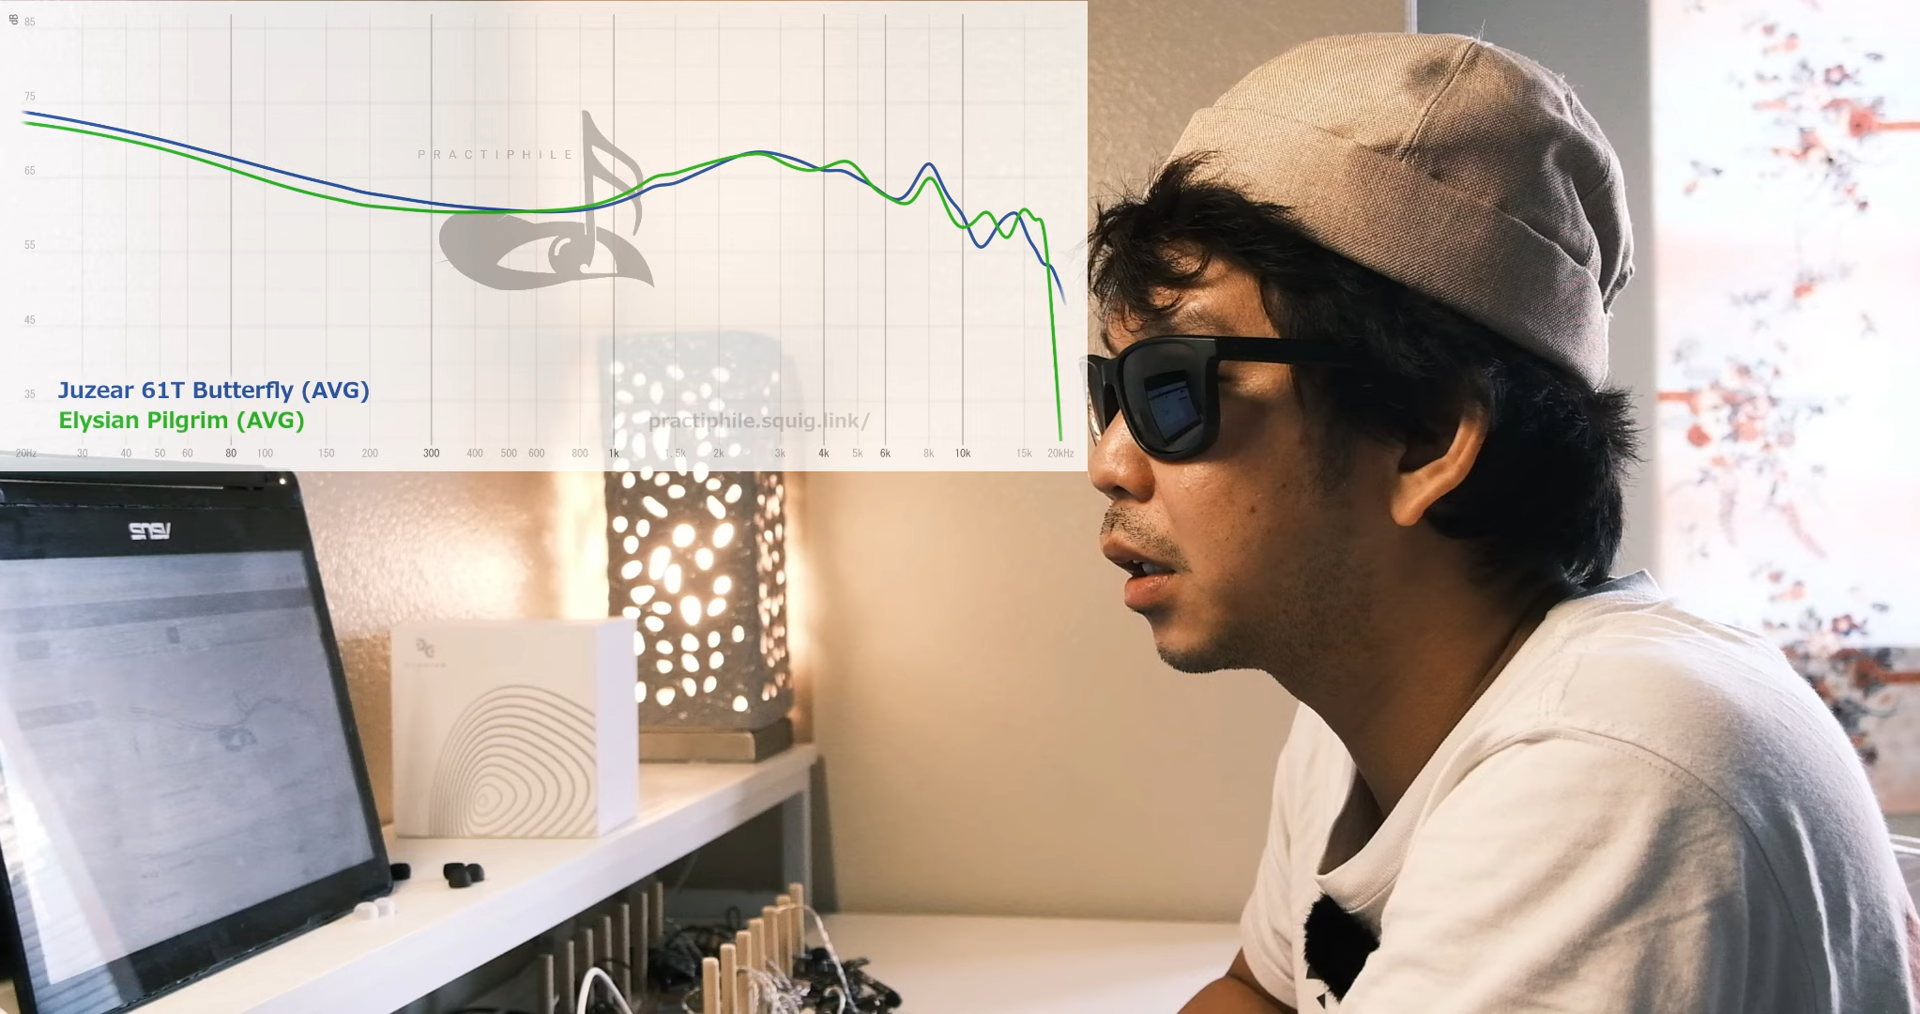 dB
85
75
65
55
45
35
PRACTIPHILE
Juzear 61T Butterfly (AVG)
Elysian Pilgrim (AVG)
practiphile.squig.link/
20Hz 30 40 50 60 80 100 150 200 300 400 500 600 800 1k 1.5k 2k 3k 4k 5k 6k 8k 10k 15k 20kHz
ASUS